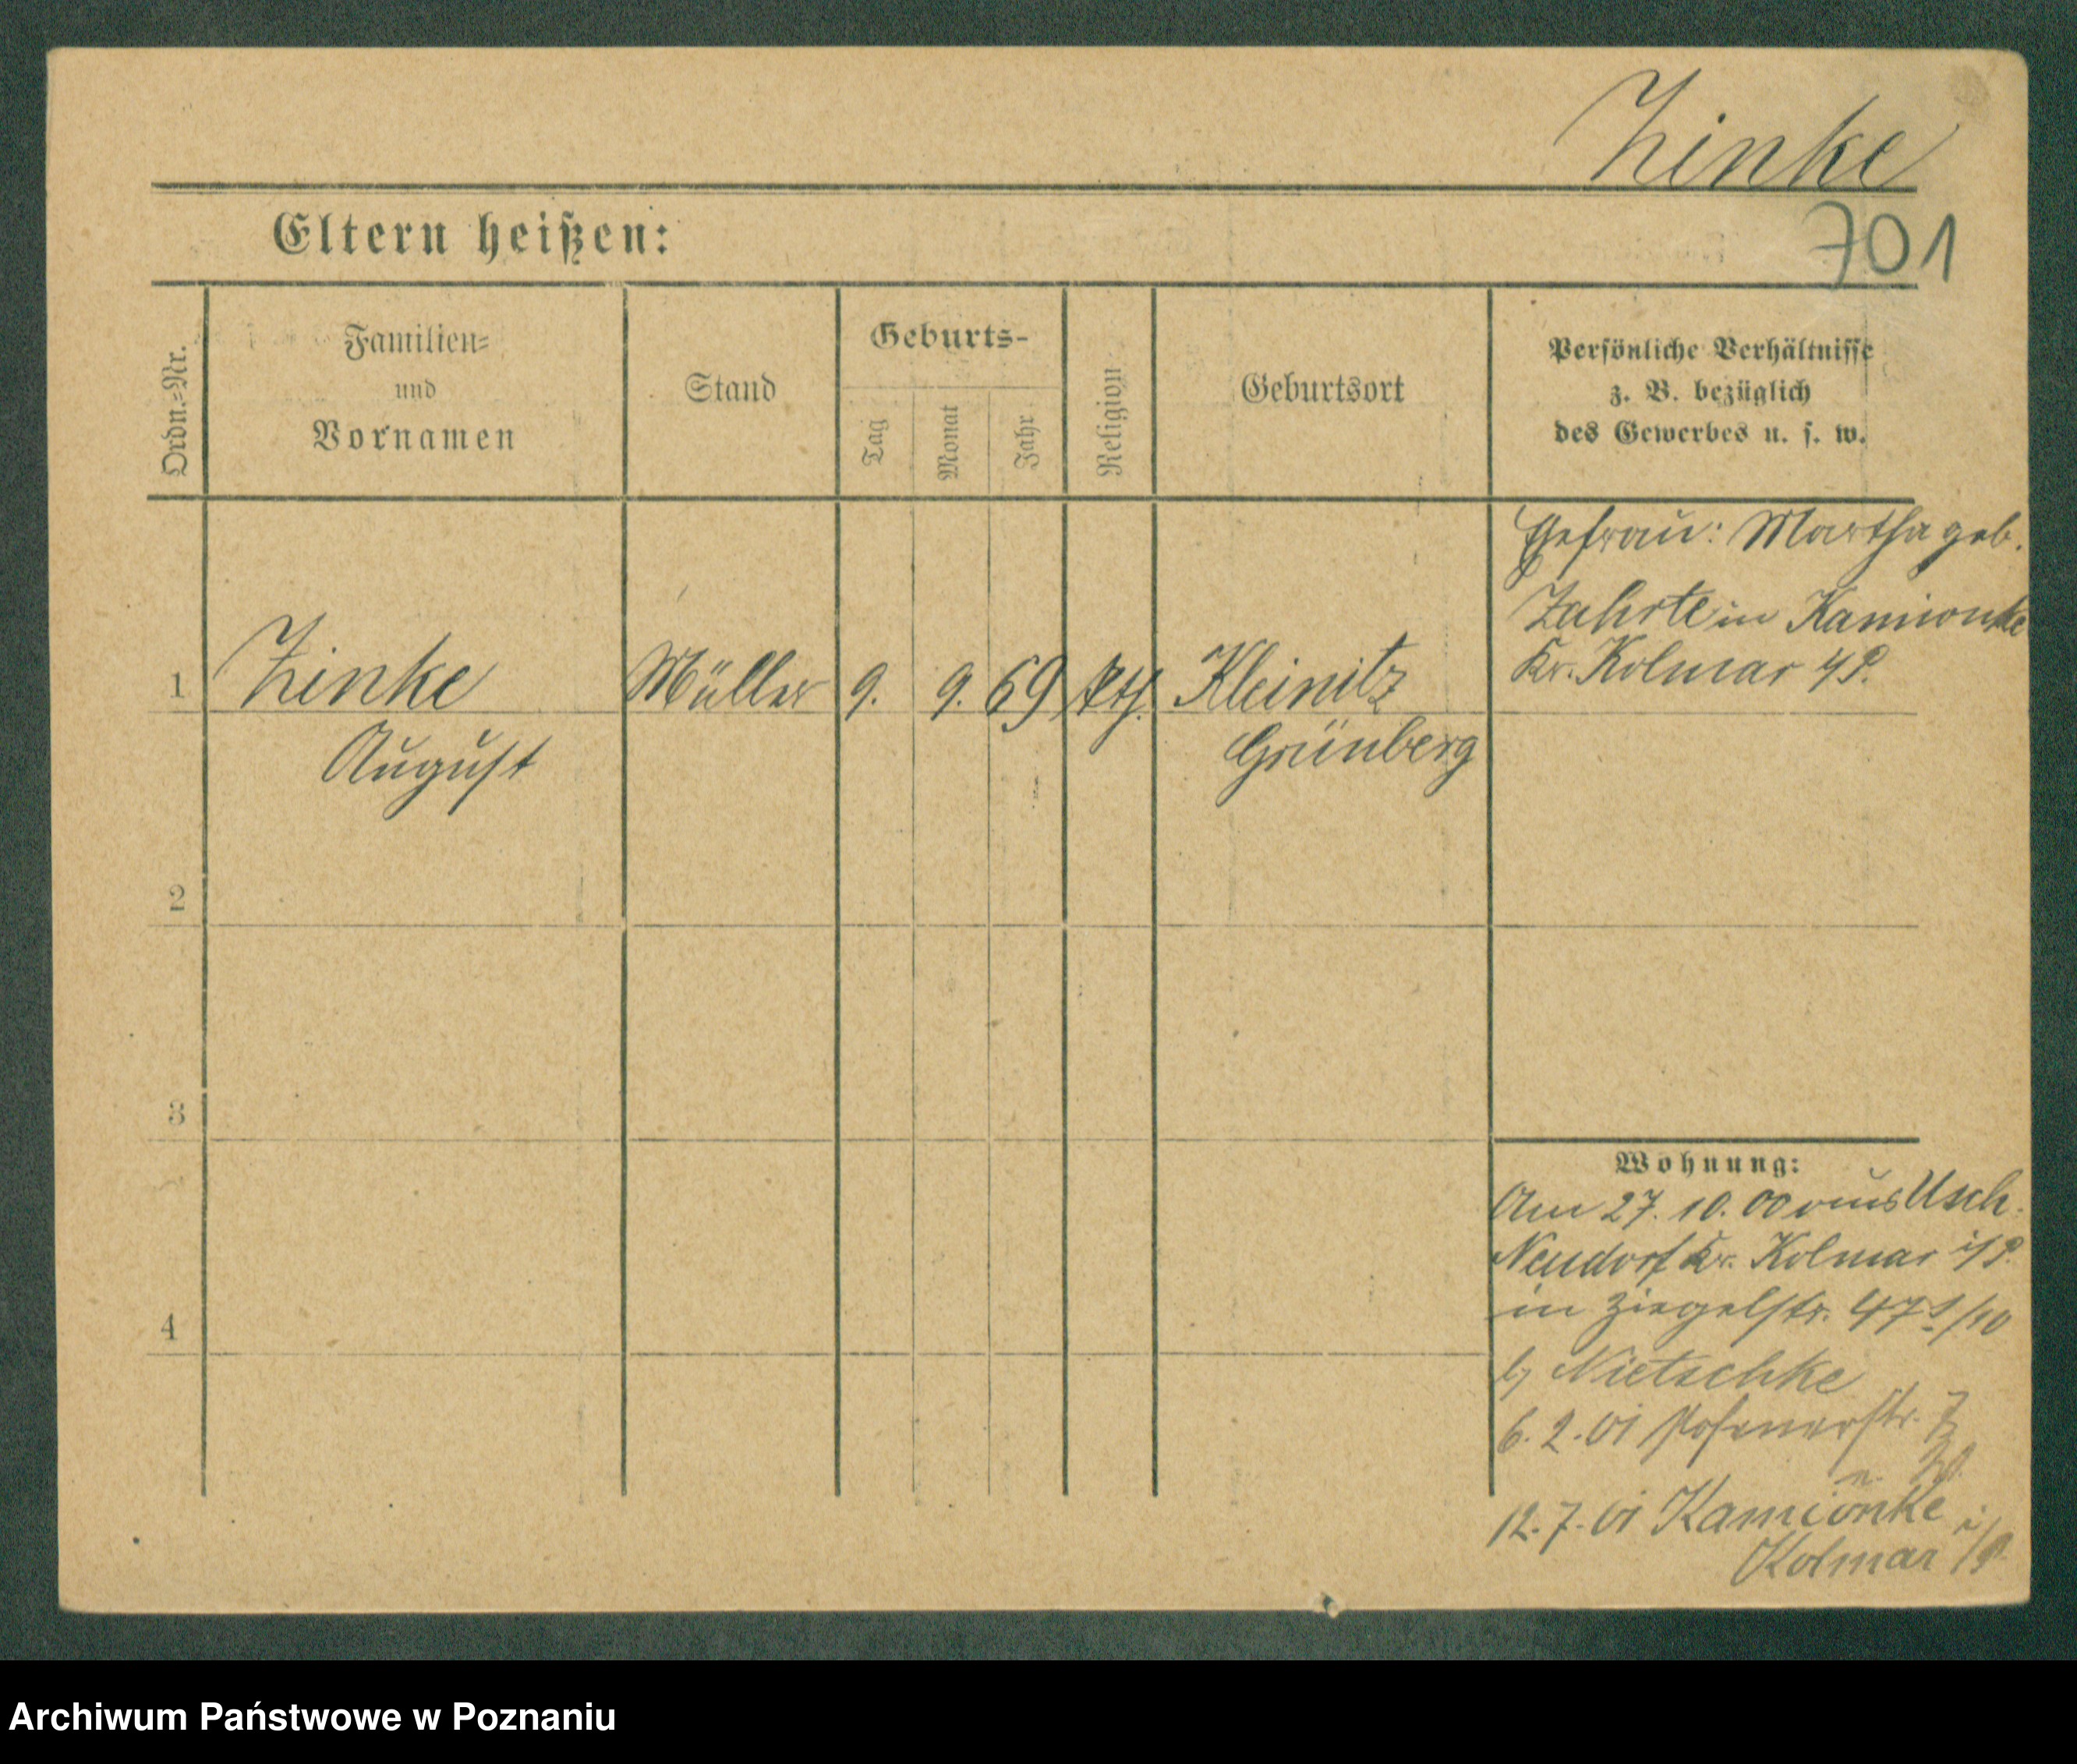 Zinke
701
Eltern heißen:
Ordn.-Nr.
Familien-
und
Vornamen
Stand
Geburts-
Tag
Monat
Jahr
Religion
Geburtsort
Persönliche Verhältnisse
z. B. bezüglich
des Gewerbes u. s. w.
1
Zinke
August
Müller
9.
9.
69
kth.
Kleinitz
Grünberg
Ehefrau: Martha geb.
in Kamionke
Kr. Kolmar i/P.
2
3
4
Wohnung:
Am 27. 10. 00 aus Usch
Neudorf Kr. Kolmar i/P.
in Ziegelstr. 47
b/ Nietschke
6. 2. 01 Posenerstr.
n.
12. 7. 01 Kamionke
Kolmar i/P.
Archiwum Państwowe w Poznaniu